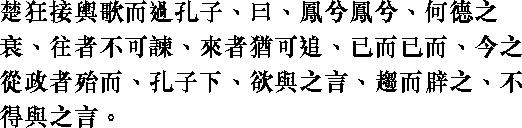 楚狂接輿歌而過孔子、曰、鳳兮鳳兮、何德之
衰、往者不可諫、來者猶可追、已而已而、今之
從政者殆而、孔子下、欲與之言、趨而辟之、不
得與之言。